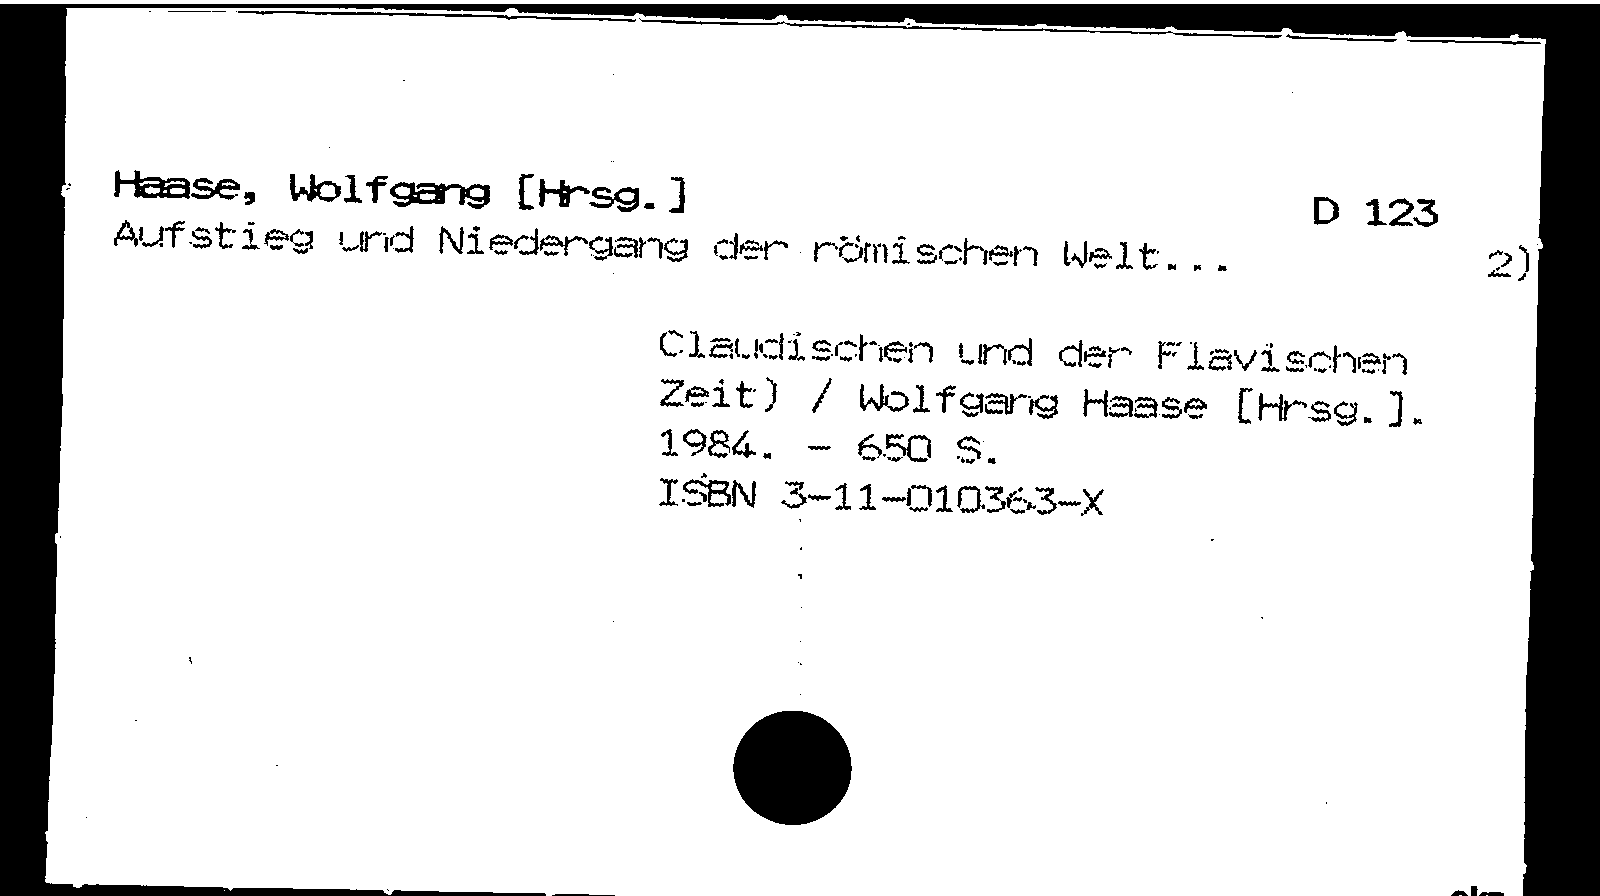 Haase, Wolfgang [Hrsg.]
D 123
Aufstieg und Niedergang der römischen Welt...
2)
Claudischen und der Flavischen
Zeit) / Wolfgang Haase [Hrsg.].
1984. - 650 S.
ISBN 3-11-010363-X